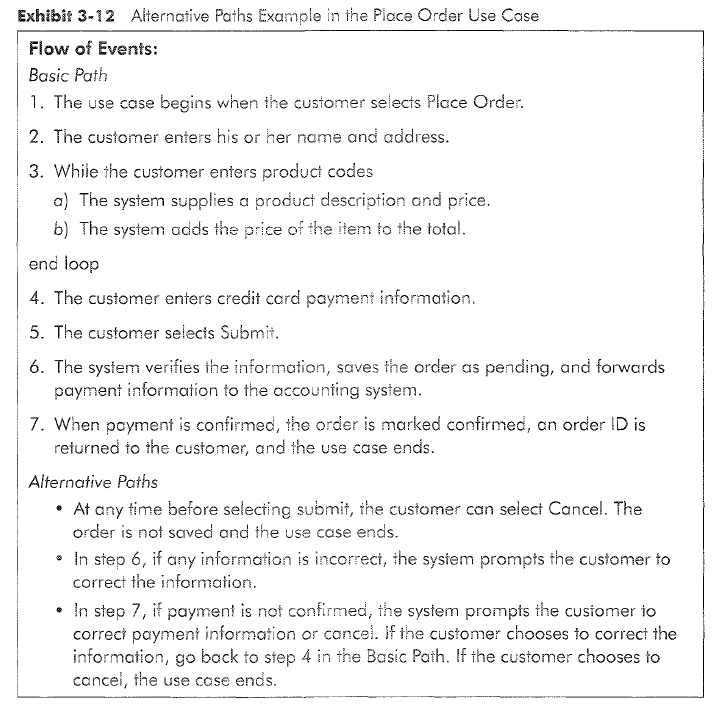 Exhibit 3-12 Alternative Paths Example in the Place Order Use Case
Flow of Events:
Basic Path
1. The use case begins when the customer selects Place Order.
2. The customer enters his or her name and address.
3. While the customer enters product codes
a) The system supplies a product description and price.
b) The system adds the price of the item to the total.
end loop
4. The customer enters credit card payment information.
5. The customer selects Submit.
6. The system verifies the information, saves the order as pending, and forwards
payment information to the accounting system.
7. When payment is confirmed, the order is marked confirmed, an order ID is
returned to the customer, and the use case ends.
Alternative Paths
• At any time before selecting submit, the customer can select Cancel. The
order is not saved and the use case ends.
• In step 6, if any information is incorrect, the system prompts the customer to
correct the information.
• In step 7, if payment is not confirmed, the system prompts the customer to
correct payment information or cancel. If the customer chooses to correct the
information, go back to step 4 in the Basic Path. If the customer chooses to
cancel, the use case ends.